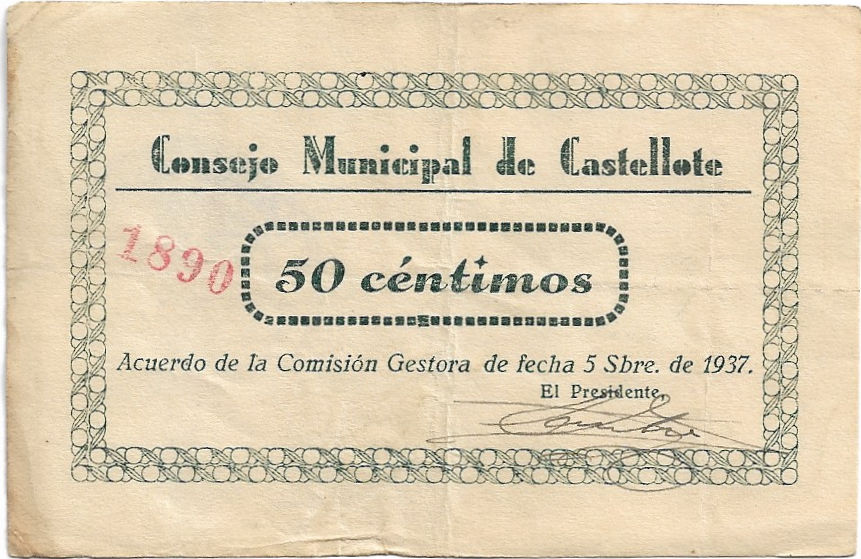 Consejo Municipal de Castellote
1890
50 céntimos
Acuerdo de la Comisión Gestora de fecha 5 Sbre. de 1937.
El Presidente,